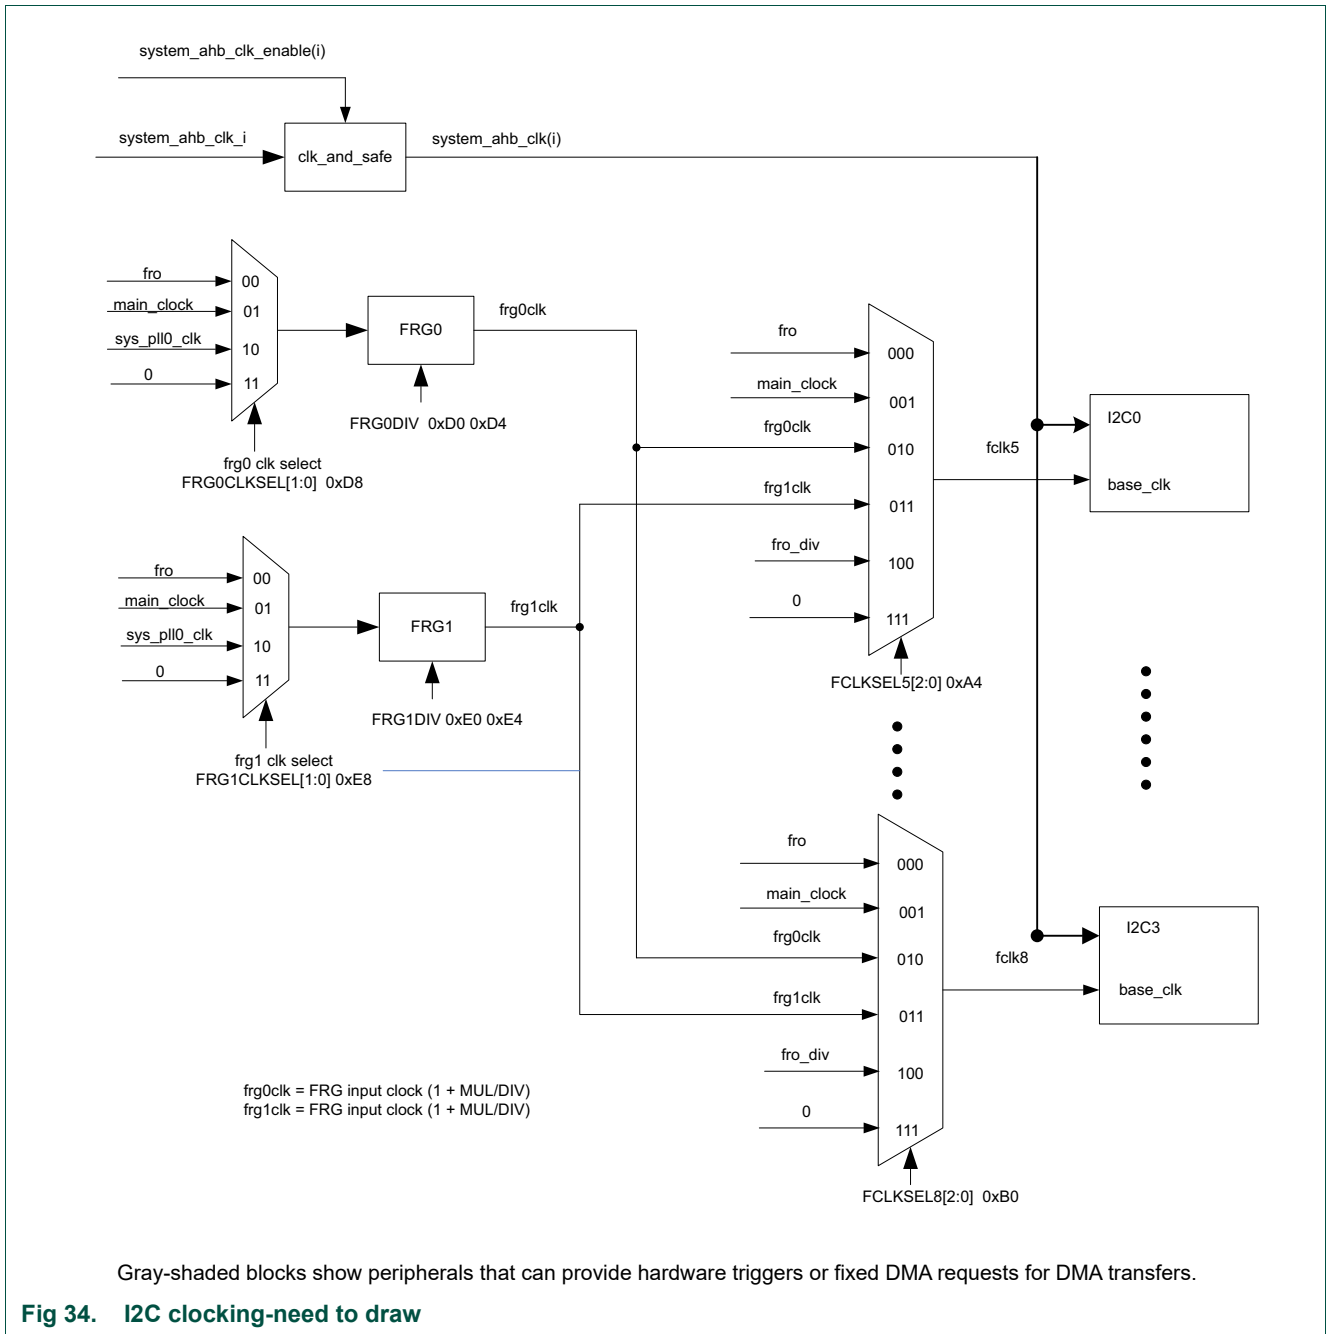 system_ahb_clk_enable(i)
system_ahb_clk_i
clk_and_safe
system_ahb_clk(i)
fro
00
main_clock
01
sys_pll0_clk
10
0
11
FRG0
frg0clk
FRG0DIV  0xD0 0xD4
frg0 clk select
FRG0CLKSEL[1:0]  0xD8
fro
00
main_clock
01
sys_pll0_clk
10
0
11
FRG1
frg1clk
FRG1DIV 0xE0 0xE4
frg1 clk select
FRG1CLKSEL[1:0] 0xE8
fro
000
main_clock
001
frg0clk
010
frg1clk
011
fro_div
100
0
111
FCLKSEL5[2:0] 0xA4
fclk5
I2C0
base_clk
fro
000
main_clock
001
frg0clk
010
frg1clk
011
fro_div
100
0
111
FCLKSEL8[2:0]  0xB0
fclk8
I2C3
base_clk
frg0clk = FRG input clock (1 + MUL/DIV)
frg1clk = FRG input clock (1 + MUL/DIV)
Gray-shaded blocks show peripherals that can provide hardware triggers or fixed DMA requests for DMA transfers.
Fig 34. I2C clocking-need to draw